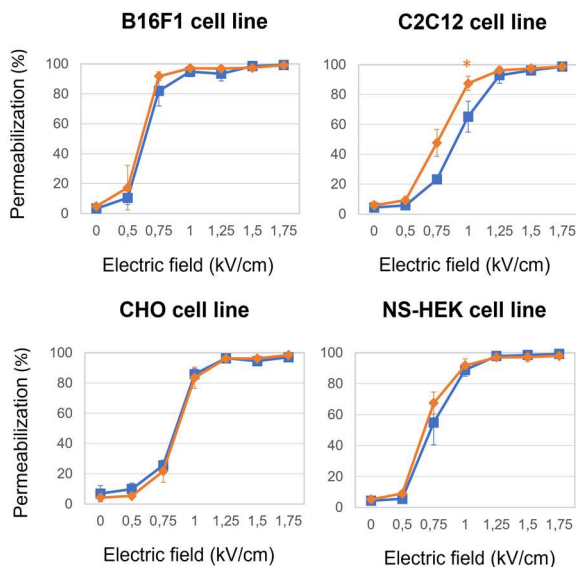 B16F1 cell line
Permeabilization (%)
100
80
60
40
20
0
0 0,5 0,75 1 1,25 1,5 1,75
Electric field (kV/cm)
C2C12 cell line
*
100
80
60
40
20
0
0 0,5 0,75 1 1,25 1,5 1,75
Electric field (kV/cm)
CHO cell line
Permeabilization (%)
100
80
60
40
20
0
0 0,5 0,75 1 1,25 1,5 1,75
Electric field (kV/cm)
NS-HEK cell line
100
80
60
40
20
0
0 0,5 0,75 1 1,25 1,5 1,75
Electric field (kV/cm)